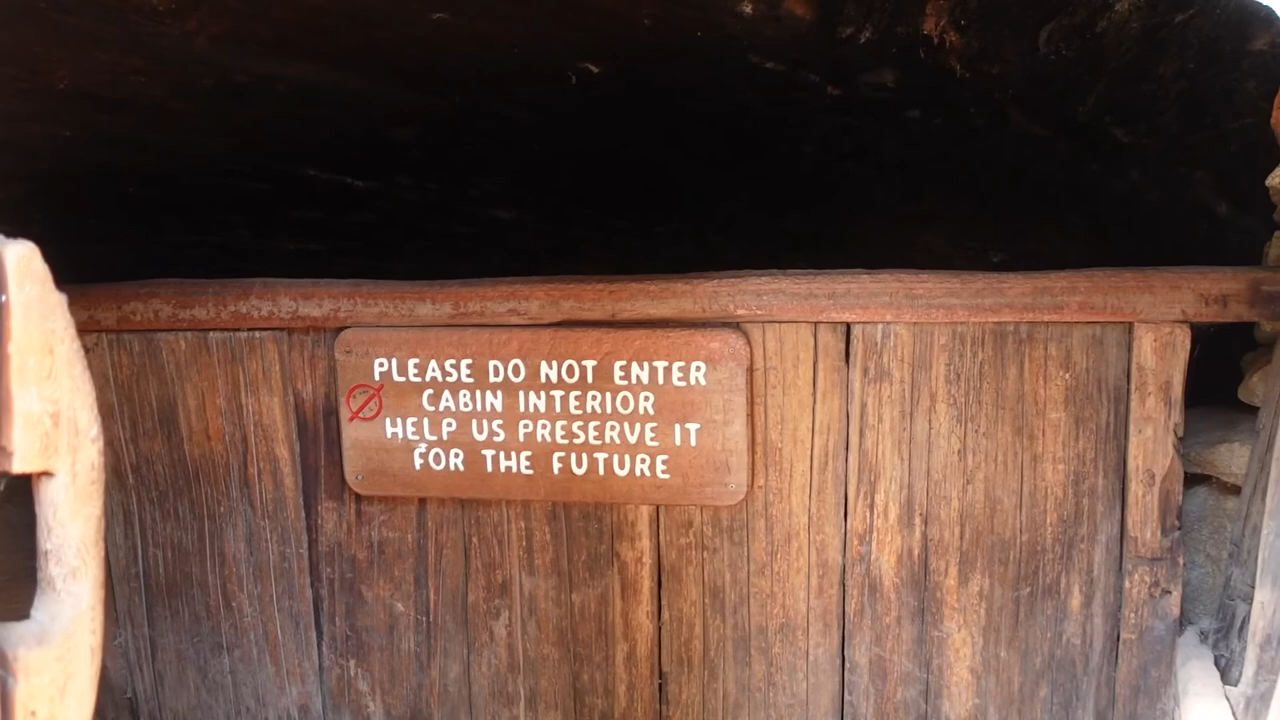 PLEASE DO NOT ENTER
CABIN INTERIOR
HELP US PRESERVE IT
FOR THE FUTURE